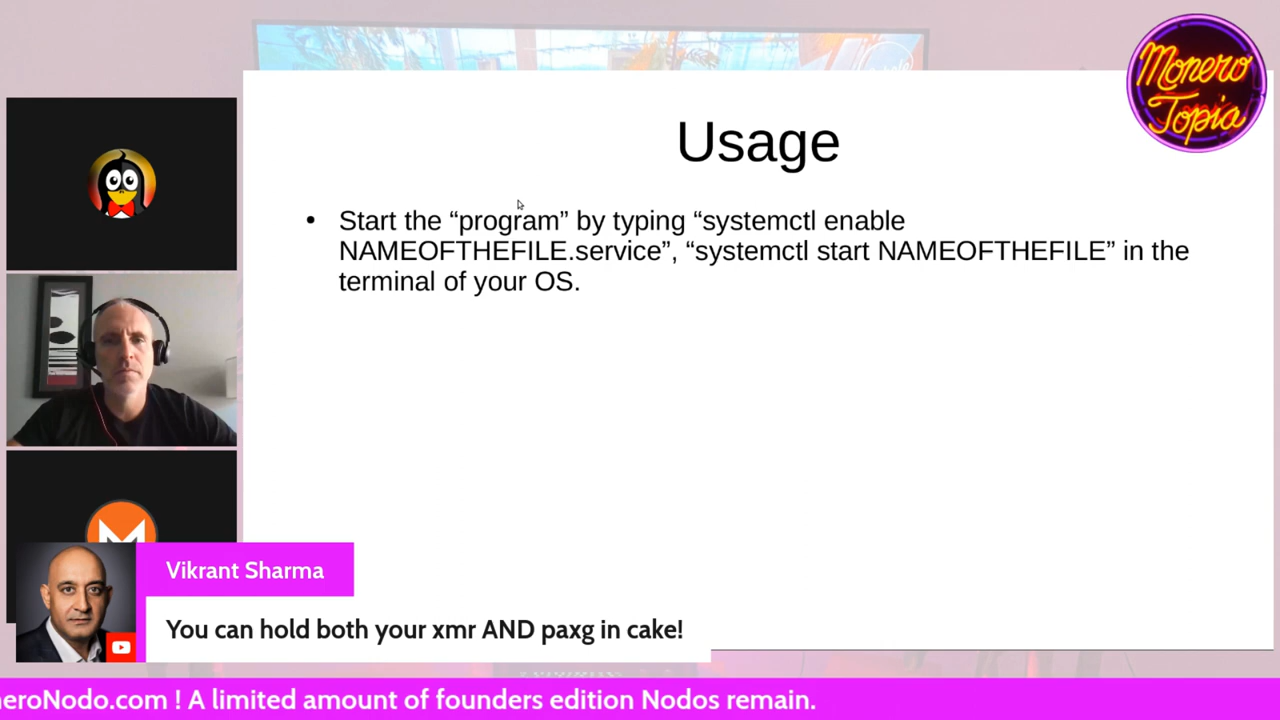 Monero
Topia
Usage
• Start the “program” by typing “systemctl enable
NAMEOFTHEFILE.service”, “systemctl start NAMEOFTHEFILE” in the
terminal of your OS.
Vikrant Sharma
You can hold both your xmr AND paxg in cake!
neroNodo.com ! A limited amount of founders edition Nodos remain.